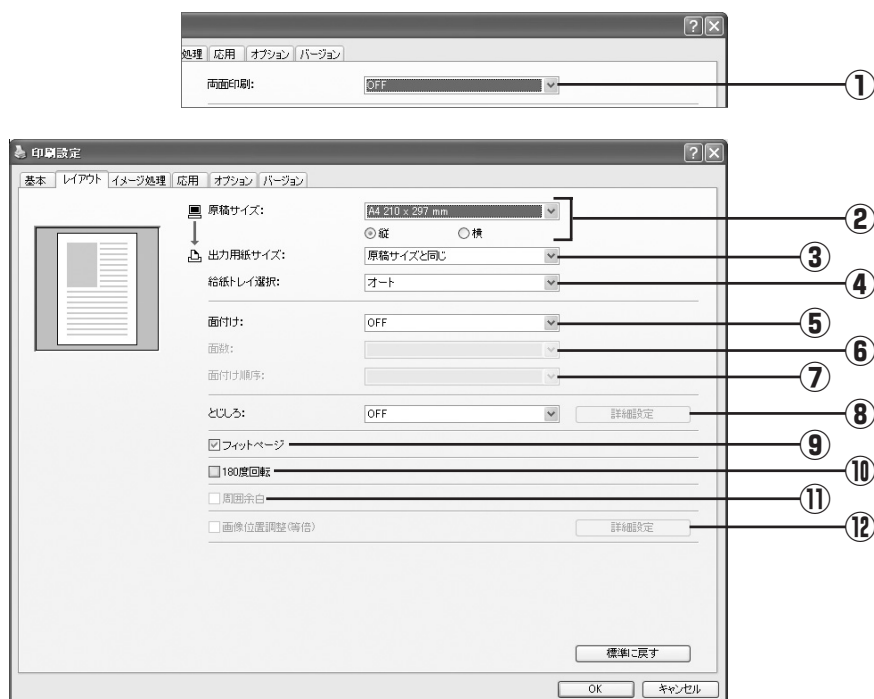 処理 応用 オプション バージョン
両面印刷: OFF ①
印刷設定
基本 レイアウト イメージ処理 応用 オプション バージョン
原稿サイズ: A4 210 x 297 mm ②
縦 横
出力用紙サイズ: 原稿サイズと同じ ③
給紙トレイ選択: オート ④
面付け: OFF ⑤
面数: ⑥
面付け順序: ⑦
とじしろ: OFF 詳細設定 ⑧
フィットページ ⑨
180度回転 ⑩
周囲余白 ⑪
画像位置調整(等倍) 詳細設定 ⑫
標準に戻す
OK キャンセル